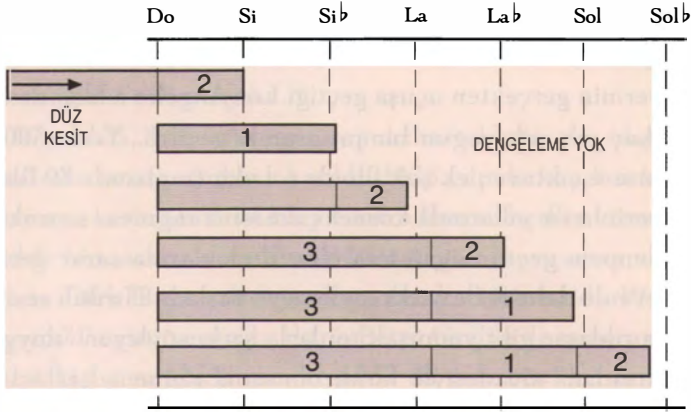 Do Si Si♭ La La♭ Sol Sol♭
2
DÜZ
KESİT
1
DENGELEME YOK
2
3 2
3 1
3 1 2